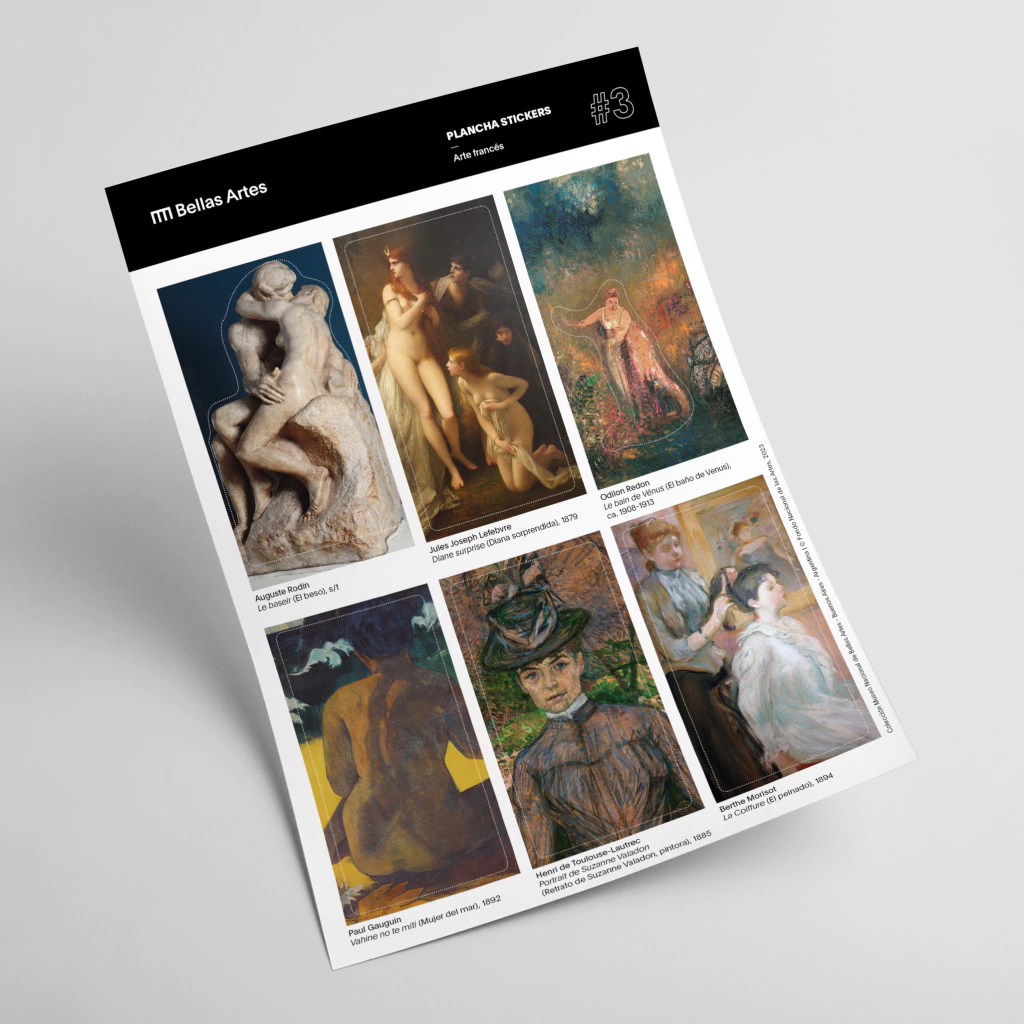 Bellas Artes
PLANCHA STICKERS
Arte francés
#3
Auguste Rodin
Le baseir (El beso), s/f
Jules Joseph Lefebvre
Diane surprise (Diana sorprendida), 1879
Odilon Redon
Le bain de Vénus (El baño de Venus),
ca. 1908-1913
Paul Gauguin
Vahine no te miti (Mujer del mar), 1892
Henri de Toulouse-Lautrec
Portrait de Suzanne Valadon
(Retrato de Suzanne Valadon, pintora), 1885
Berthe Morisot
La Coiffure (El peinado), 1894
Colección Museo Nacional de Bellas Artes - Buenos Aires - Argentina | © Fondo Nacional de las Artes, 2023